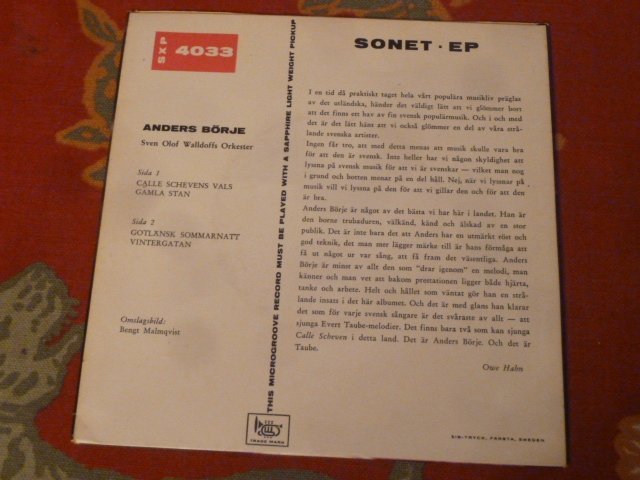 SXP 4033
ANDERS BÖRJE
Sven Olof Walldoffs Orkester
Sida 1
CALLE SCHEVENS VALS
GAMLA STAN
Sida 2
GOTLÄNSK SOMMARNATT
VINTERGATAN
Omslagsbild:
Bengt Malmqvist
THIS MICROGROOVE RECORD MUST BE PLAYED WITH A SAPPHIRE LIGHT WEIGHT PICKUP
TRADE MARK
SONET · EP
I en tid då praktiskt taget hela vårt populära musikliv präglas
av det utländska, händer det väldigt lätt att vi glömmer bort
att det finns ett hav av fin svensk populärmusik. Och i och med
det är det lätt hänt att vi också glömmer en del av våra strå-
lande svenska artister.
Ingen får tro, att med detta menas att musik skulle vara bra
för att den är svensk. Inte heller har vi någon skyldighet att
lyssna på svensk musik för att vi är svenskar — vilket man nog
i grund och botten menat på en del håll. Nej, när vi lyssnar på
musik vill vi lyssna på den för att vi gillar den och för att den
är bra.
Anders Börje är något av det bästa vi har här i landet. Han är
den borne trubaduren, välkänd, känd och älskad av en stor
publik. Det är inte bara det att Anders har en utmärkt röst och
god teknik, det man mer lägger märke till är hans förmåga att
få ut något ur var sång, att få fram det väsentliga. Anders
Börje är minst av allt den som "drar igenom" en melodi, man
känner och man vet att bakom prestationen ligger både hjärta,
tanke och arbete. Helt och hållet som väntat gör han en strå-
lande insats i det här albumet. Och det är med glans han klarar
det som för varje svensk sångare är det svåraste av allt — att
sjunga Evert Taube-melodier. Det finns bara två som kan sjunga
Calle Scheven i detta land. Det är Anders Börje. Och det är
Taube.
Owe Hahn
SIB-TRYCK, FARSTA, SWEDEN